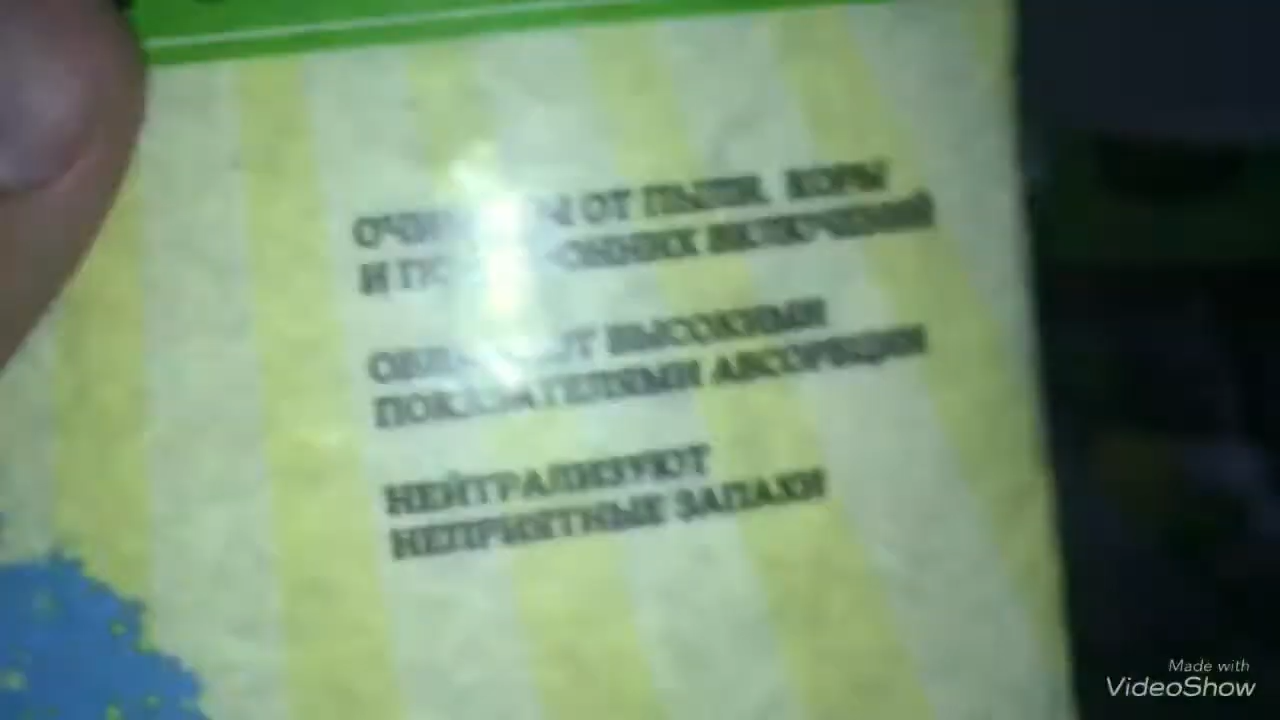 ОТ ПЫЛИ, КОРЫ
И ВКЛЮЧЕНИЙ
ВЫСОКИМИ
ПОКАЗАТЕЛЯМИ АБСОРБЦИИ
НЕЙТРАЛИЗУЮТ
НЕПРИЯТНЫЕ ЗАПАХИ
Made with
VideoShow